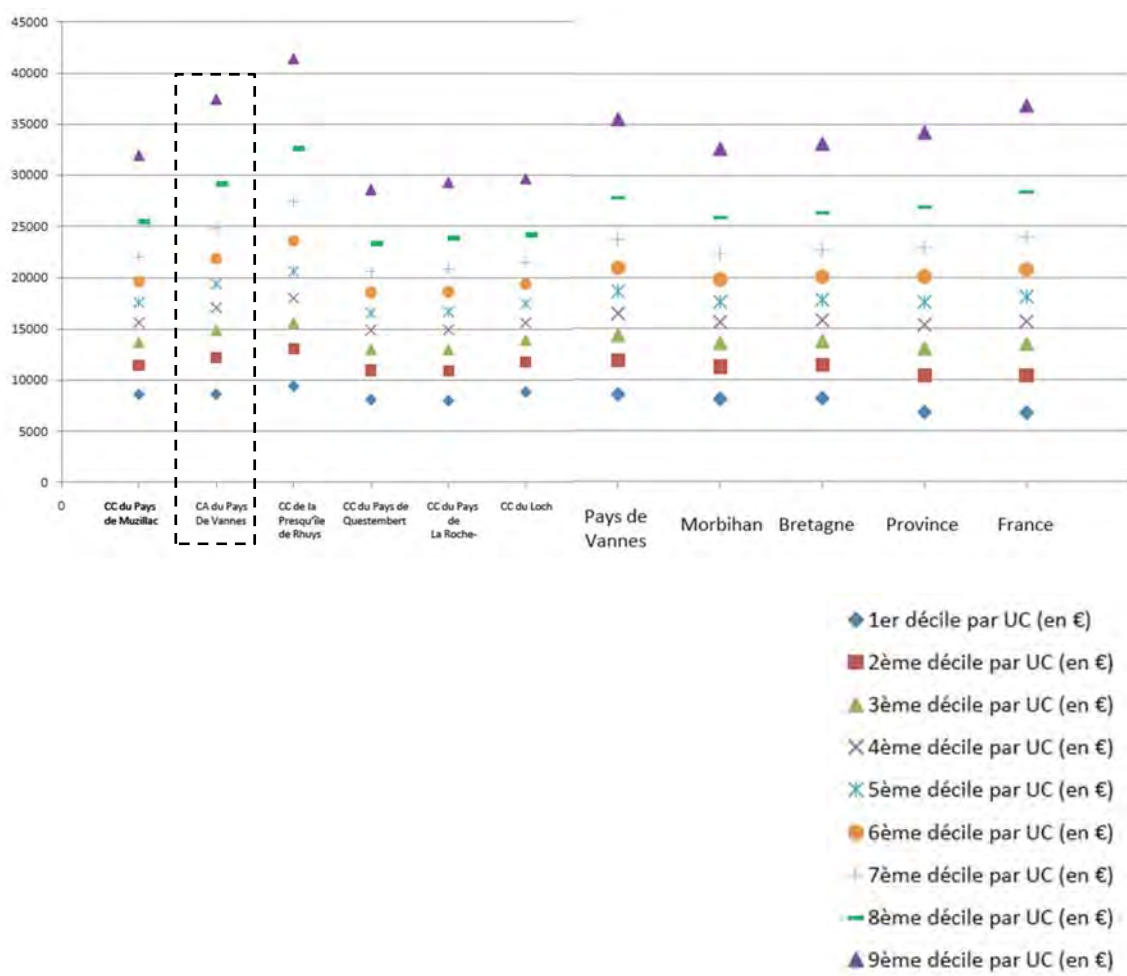 45000
40000
35000
30000
25000
20000
15000
10000
5000
0
0
CC du Pays
de Muzillac
CA du Pays
De Vannes
CC de la
Presqu'île
de Rhuys
CC du Pays de
Questembert
CC du Pays
de
La Roche-
CC du Loch
Pays de
Vannes
Morbihan
Bretagne
Province
France
1er décile par UC (en €)
2ème décile par UC (en €)
3ème décile par UC (en €)
4ème décile par UC (en €)
5ème décile par UC (en €)
6ème décile par UC (en €)
7ème décile par UC (en €)
8ème décile par UC (en €)
9ème décile par UC (en €)